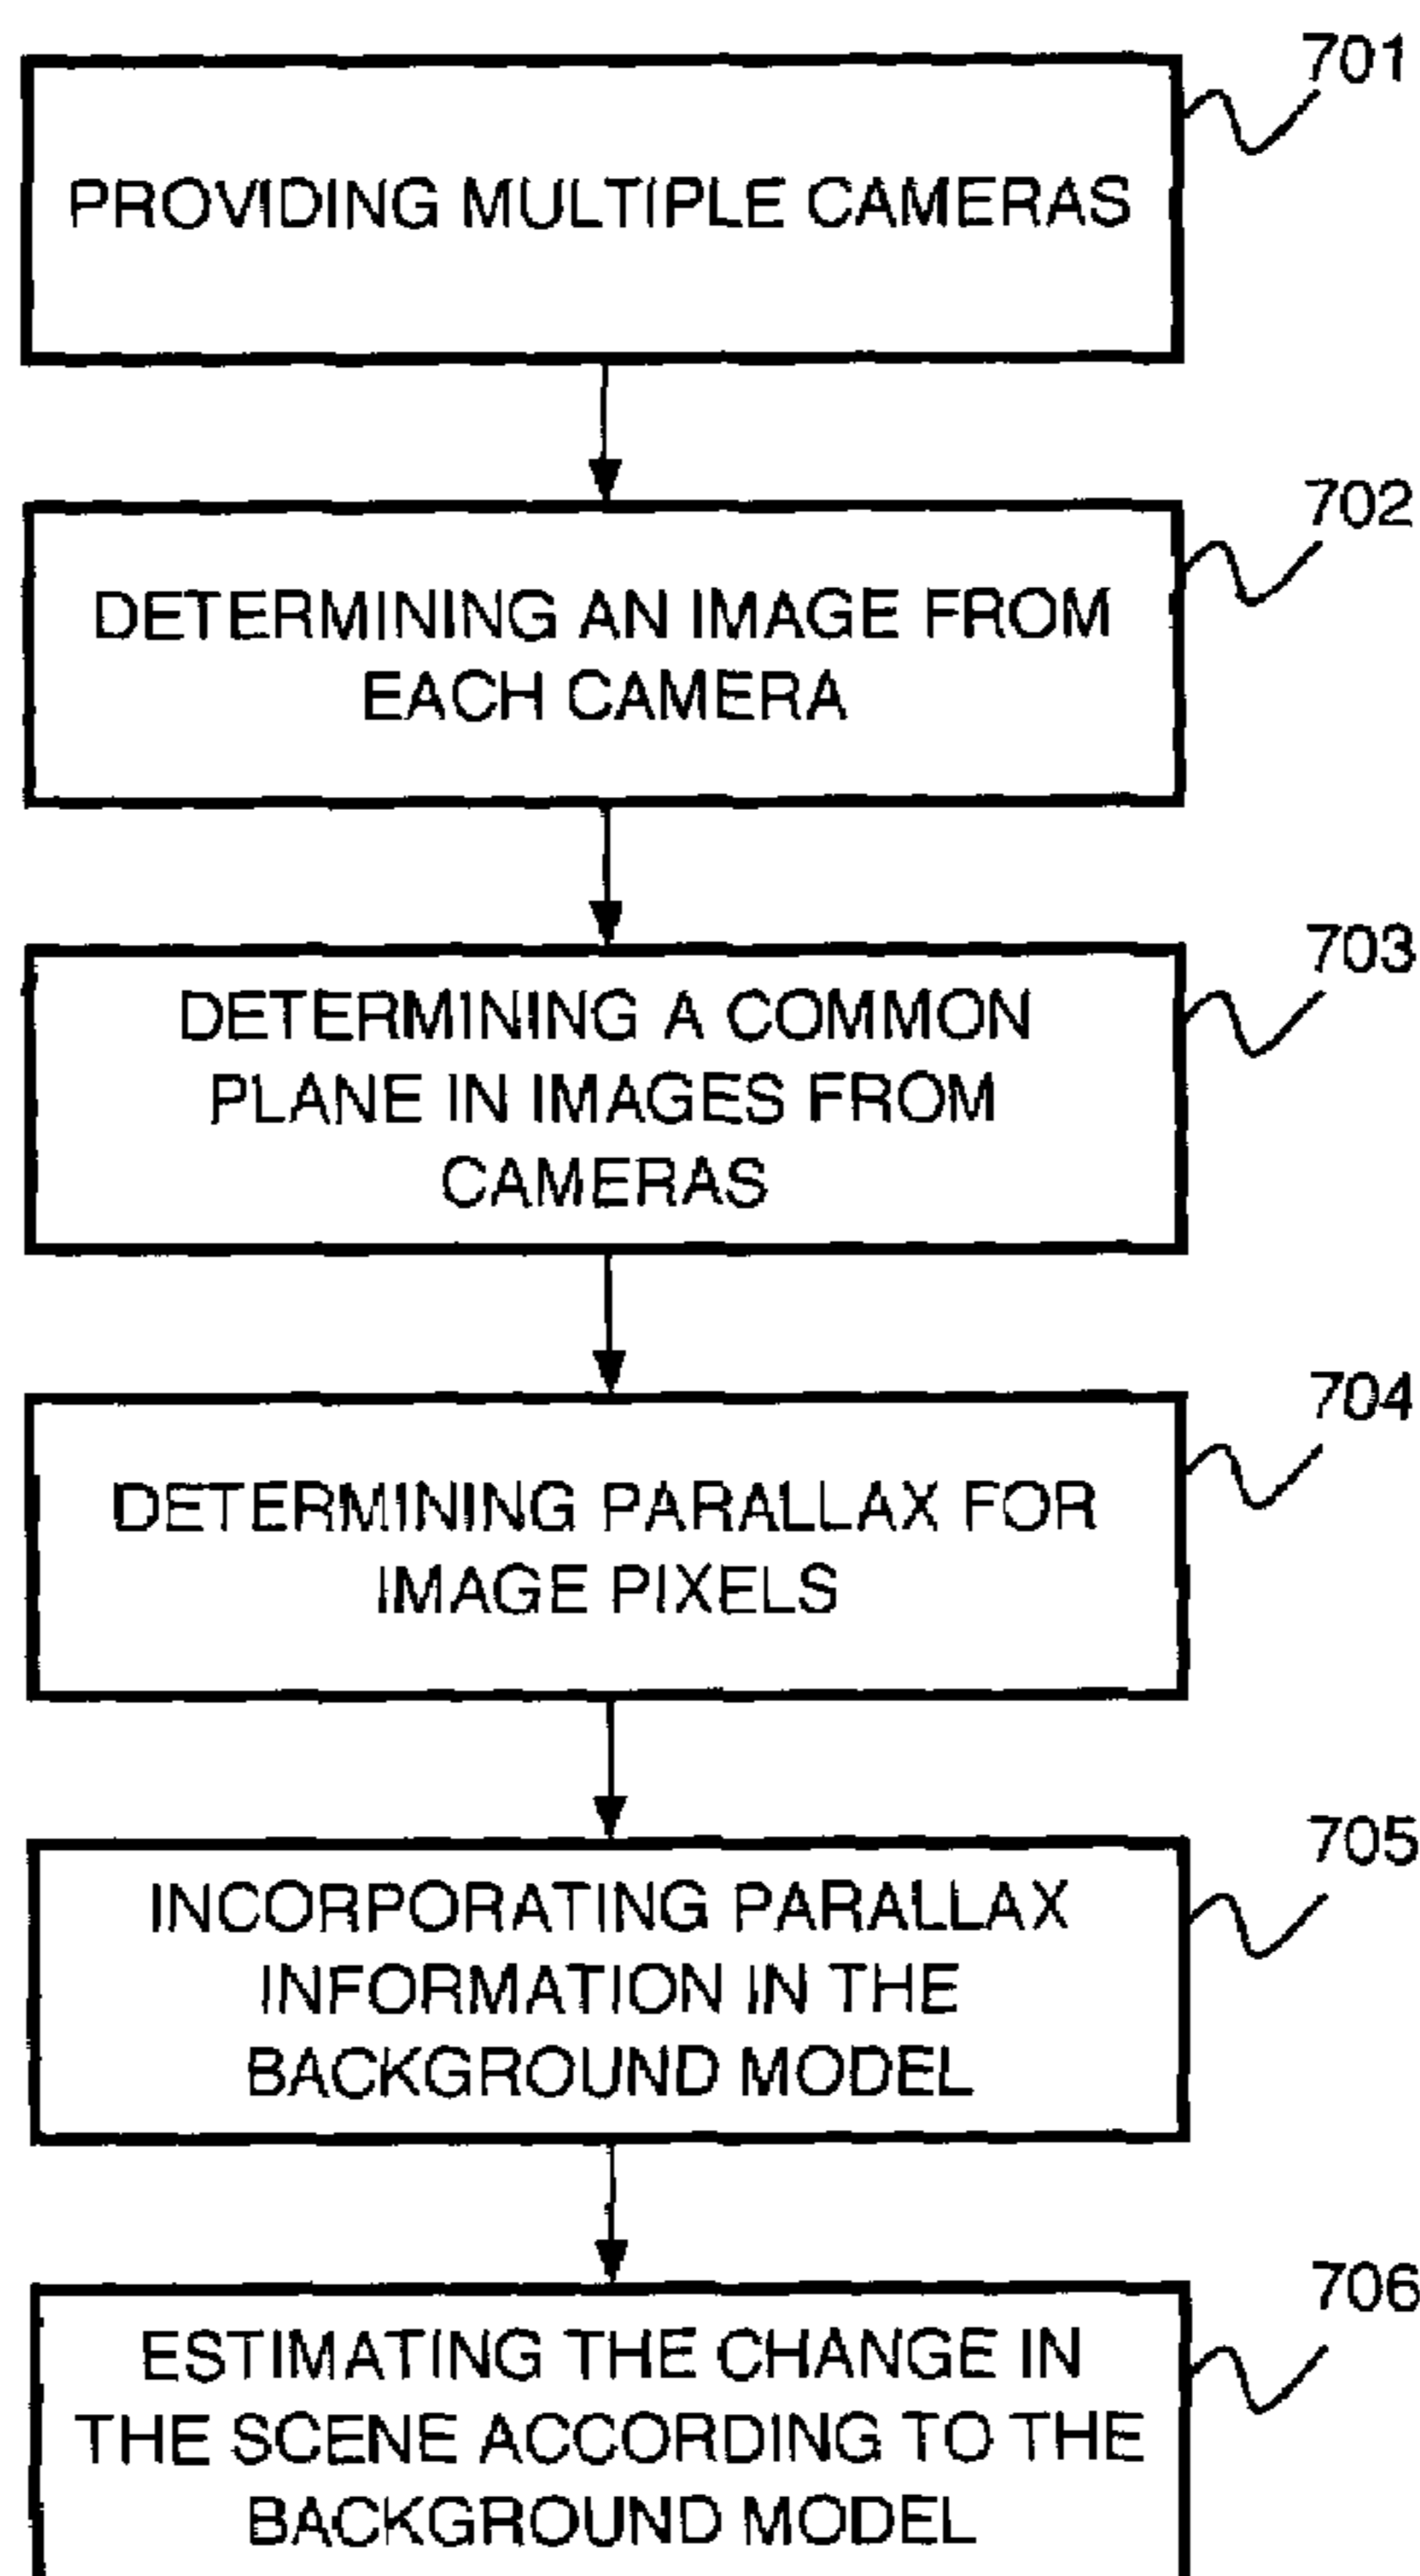 701
PROVIDING MULTIPLE CAMERAS
702
DETERMINING AN IMAGE FROM
EACH CAMERA
703
DETERMINING A COMMON
PLANE IN IMAGES FROM
CAMERAS
704
DETERMINING PARALLAX FOR
IMAGE PIXELS
705
INCORPORATING PARALLAX
INFORMATION IN THE
BACKGROUND MODEL
706
ESTIMATING THE CHANGE IN
THE SCENE ACCORDING TO THE
BACKGROUND MODEL